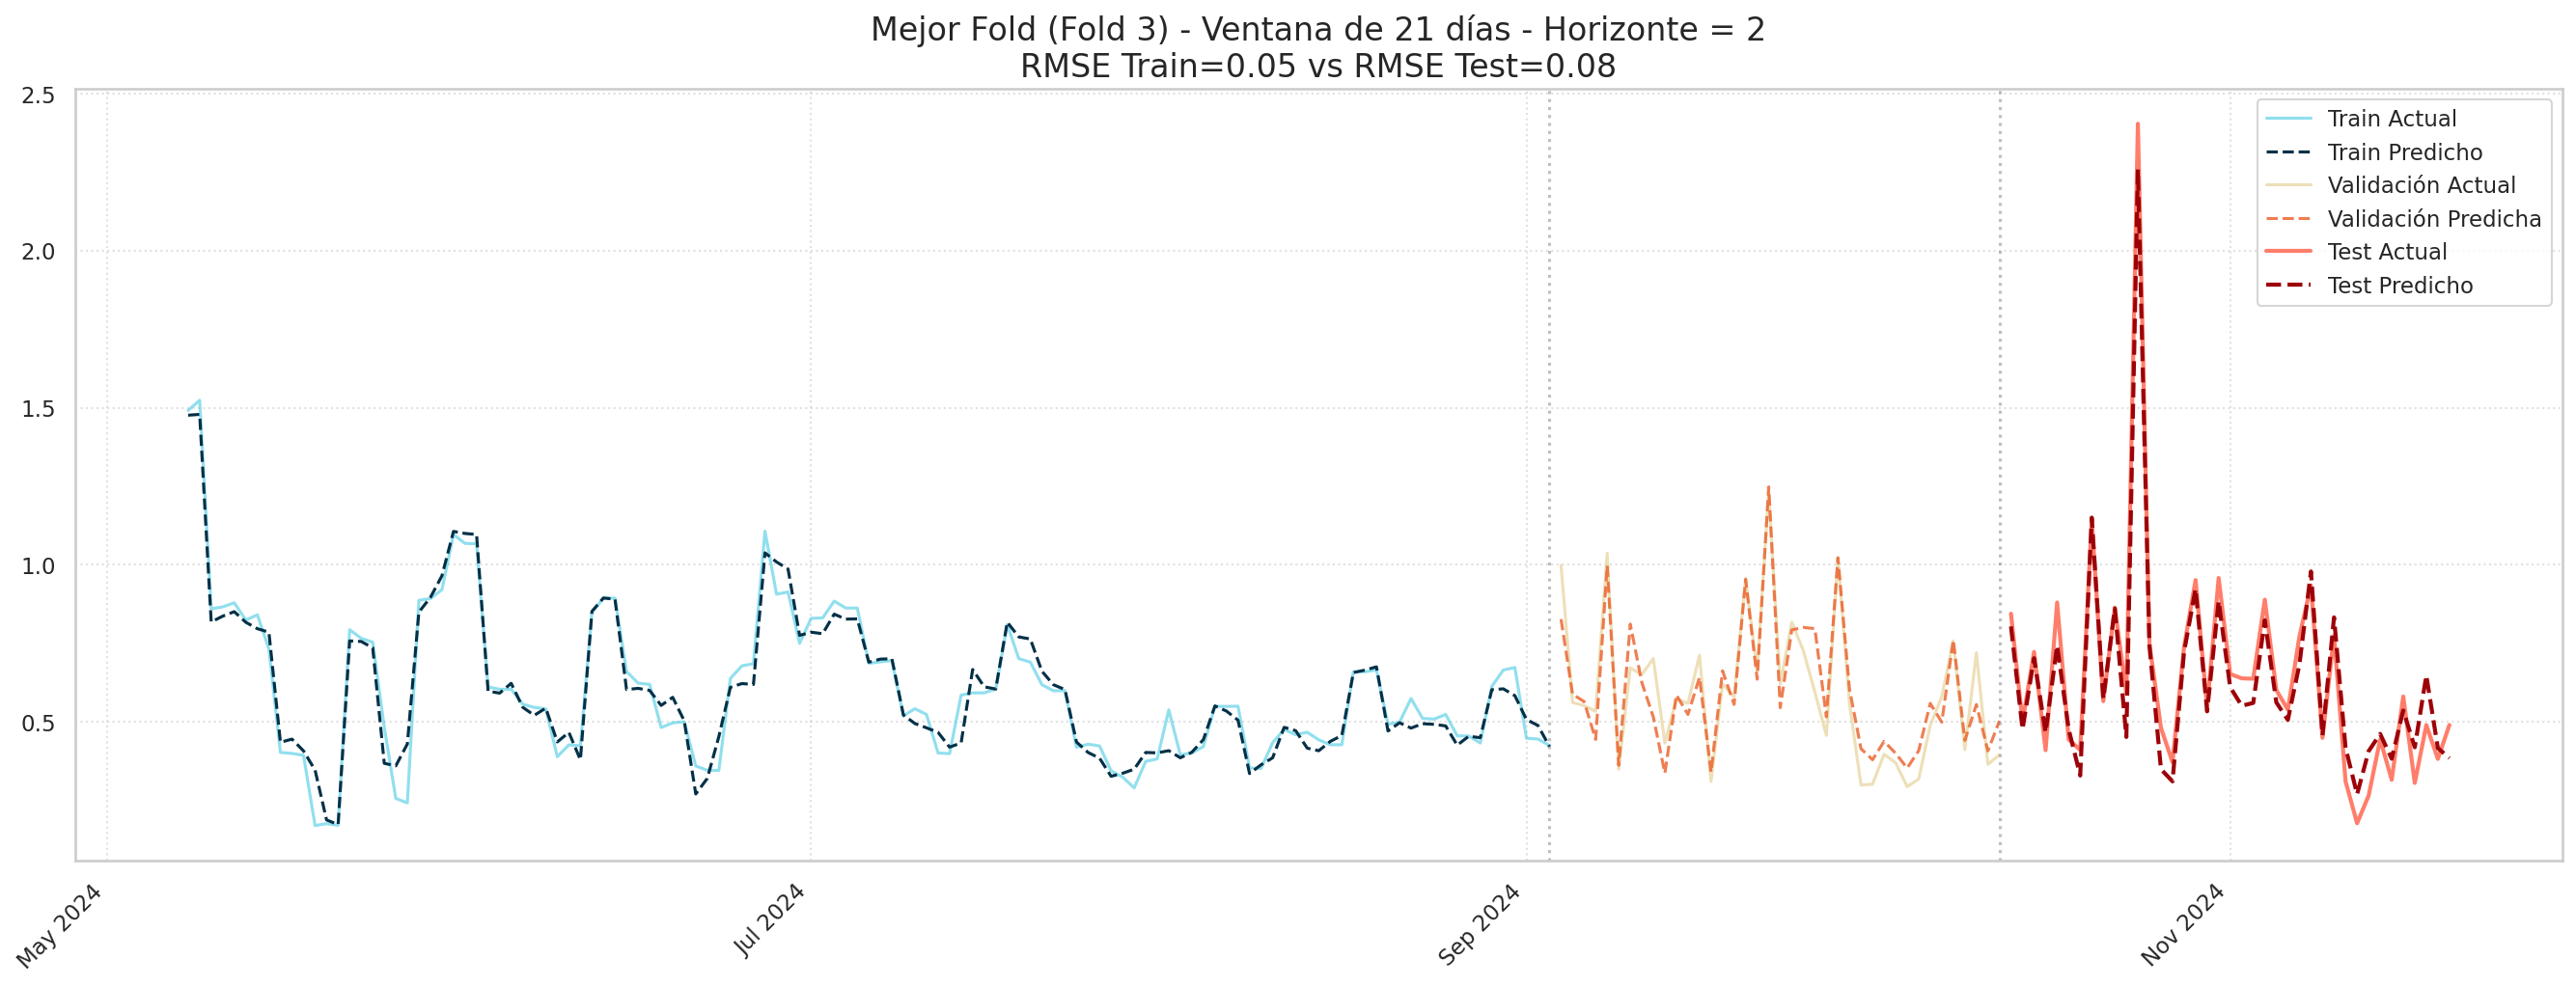 Mejor Fold (Fold 3) - Ventana de 21 días - Horizonte = 2
RMSE Train=0.05 vs RMSE Test=0.08
2.5
2.0
1.5
1.0
0.5
Train Actual
Train Predicho
Validación Actual
Validación Predicha
Test Actual
Test Predicho
May 2024
Jul 2024
Sep 2024
Nov 2024